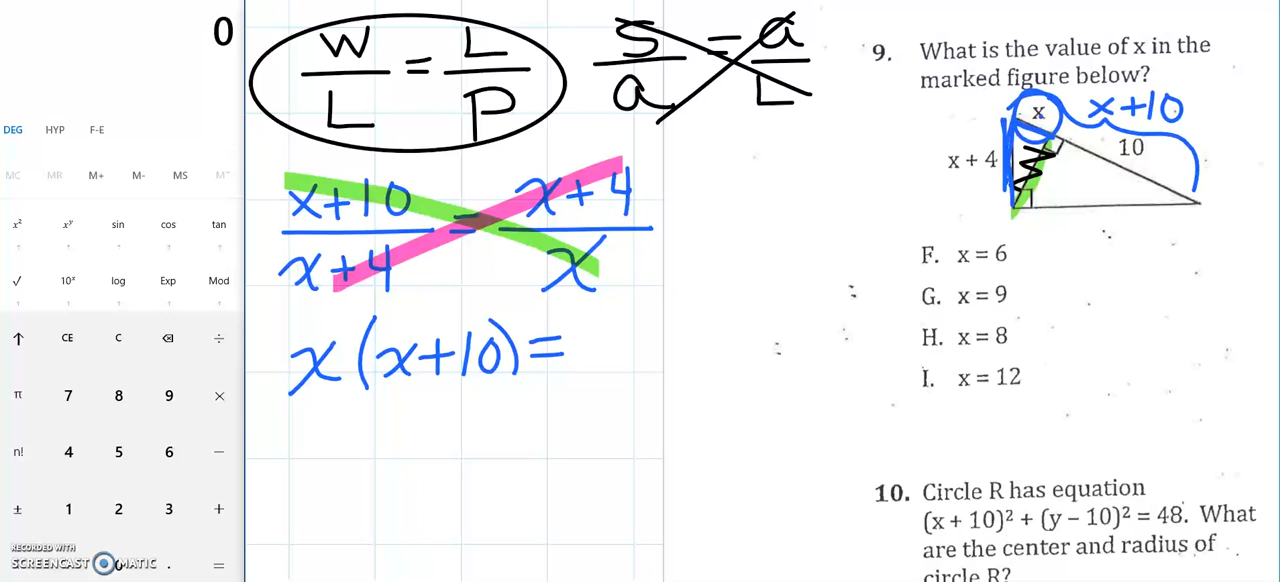 0
W/L = L/P
S/a = a/L
x+10/x+4 = x+4/x
x(x+10)=
DEG HYP F-E
MC MR M+ M- MS M˅
x² xʸ sin cos tan
√ 10ˣ log Exp Mod
↑ CE C ⌫ ÷
π 7 8 9 ×
n! 4 5 6 −
± 1 2 3 +
0 . =
RECORDED WITH
SCREENCAST MATIC
9. What is the value of x in the
marked figure below?
x x+10
x + 4 10
F. x = 6
G. x = 9
H. x = 8
I. x = 12
10. Circle R has equation
(x + 10)² + (y – 10)² = 48. What
are the center and radius of
circle R?